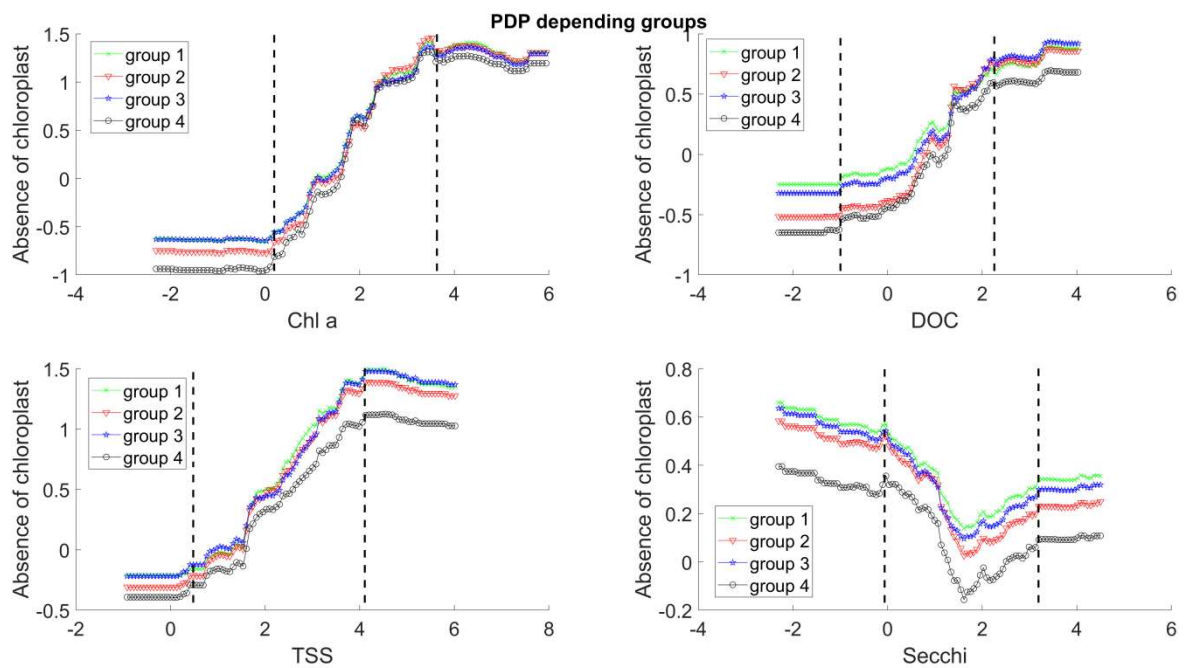 PDP depending groups
Absence of chloroplast
1.5
1
0.5
0
-0.5
-1
group 1
group 2
group 3
group 4
-4 -2 0 2 4 6
Chl a
Absence of chloroplast
1
0.5
0
-0.5
-1
group 1
group 2
group 3
group 4
-4 -2 0 2 4 6
DOC
Absence of chloroplast
1.5
1
0.5
0
-0.5
group 1
group 2
group 3
group 4
-2 0 2 4 6 8
TSS
Absence of chloroplast
0.8
0.6
0.4
0.2
0
-0.2
group 1
group 2
group 3
group 4
-4 -2 0 2 4 6
Secchi